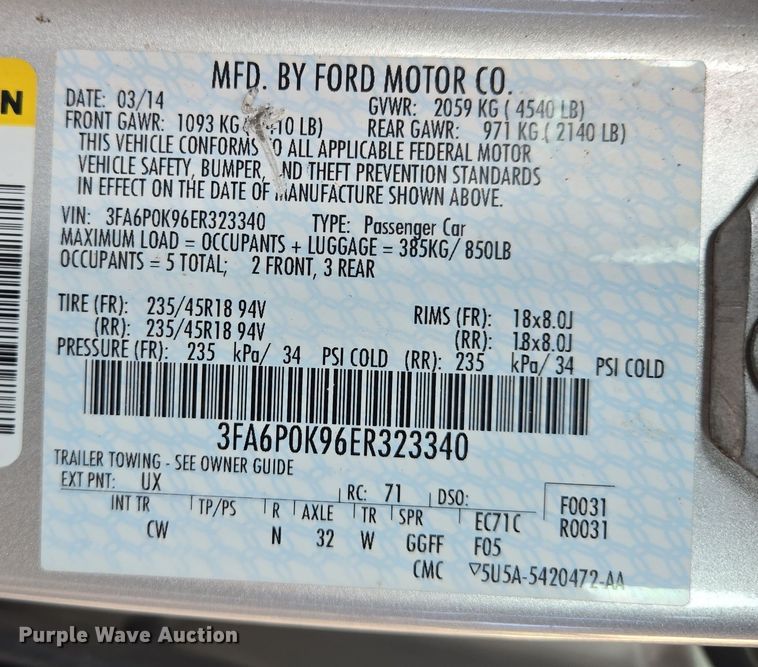 N
MFD. BY FORD MOTOR CO.
DATE: 03/14 GVWR: 2059 KG ( 4540 LB)
FRONT GAWR: 1093 KG 10 LB) REAR GAWR: 971 KG ( 2140 LB)
THIS VEHICLE CONFORMS TO ALL APPLICABLE FEDERAL MOTOR
VEHICLE SAFETY, BUMPER, AND THEFT PREVENTION STANDARDS
IN EFFECT ON THE DATE OF MANUFACTURE SHOWN ABOVE.
VIN: 3FA6P0K96ER323340 TYPE: Passenger Car
MAXIMUM LOAD = OCCUPANTS + LUGGAGE = 385KG/ 850LB
OCCUPANTS = 5 TOTAL; 2 FRONT, 3 REAR
TIRE (FR): 235/45R18 94V RIMS (FR): 18x8.0J
(RR): 235/45R18 94V (RR): 18x8.0J
PRESSURE (FR): 235 kPa/ 34 PSI COLD (RR): 235 kPa/ 34 PSI COLD
3FA6P0K96ER323340
TRAILER TOWING - SEE OWNER GUIDE
EXT PNT: UX RC: 71 DSO: F0031
INT TR TP/PS R AXLE TR SPR EC71C R0031
CW N 32 W GGFF F05
CMC ▽5U5A-5420472-AA
Purple Wave Auction